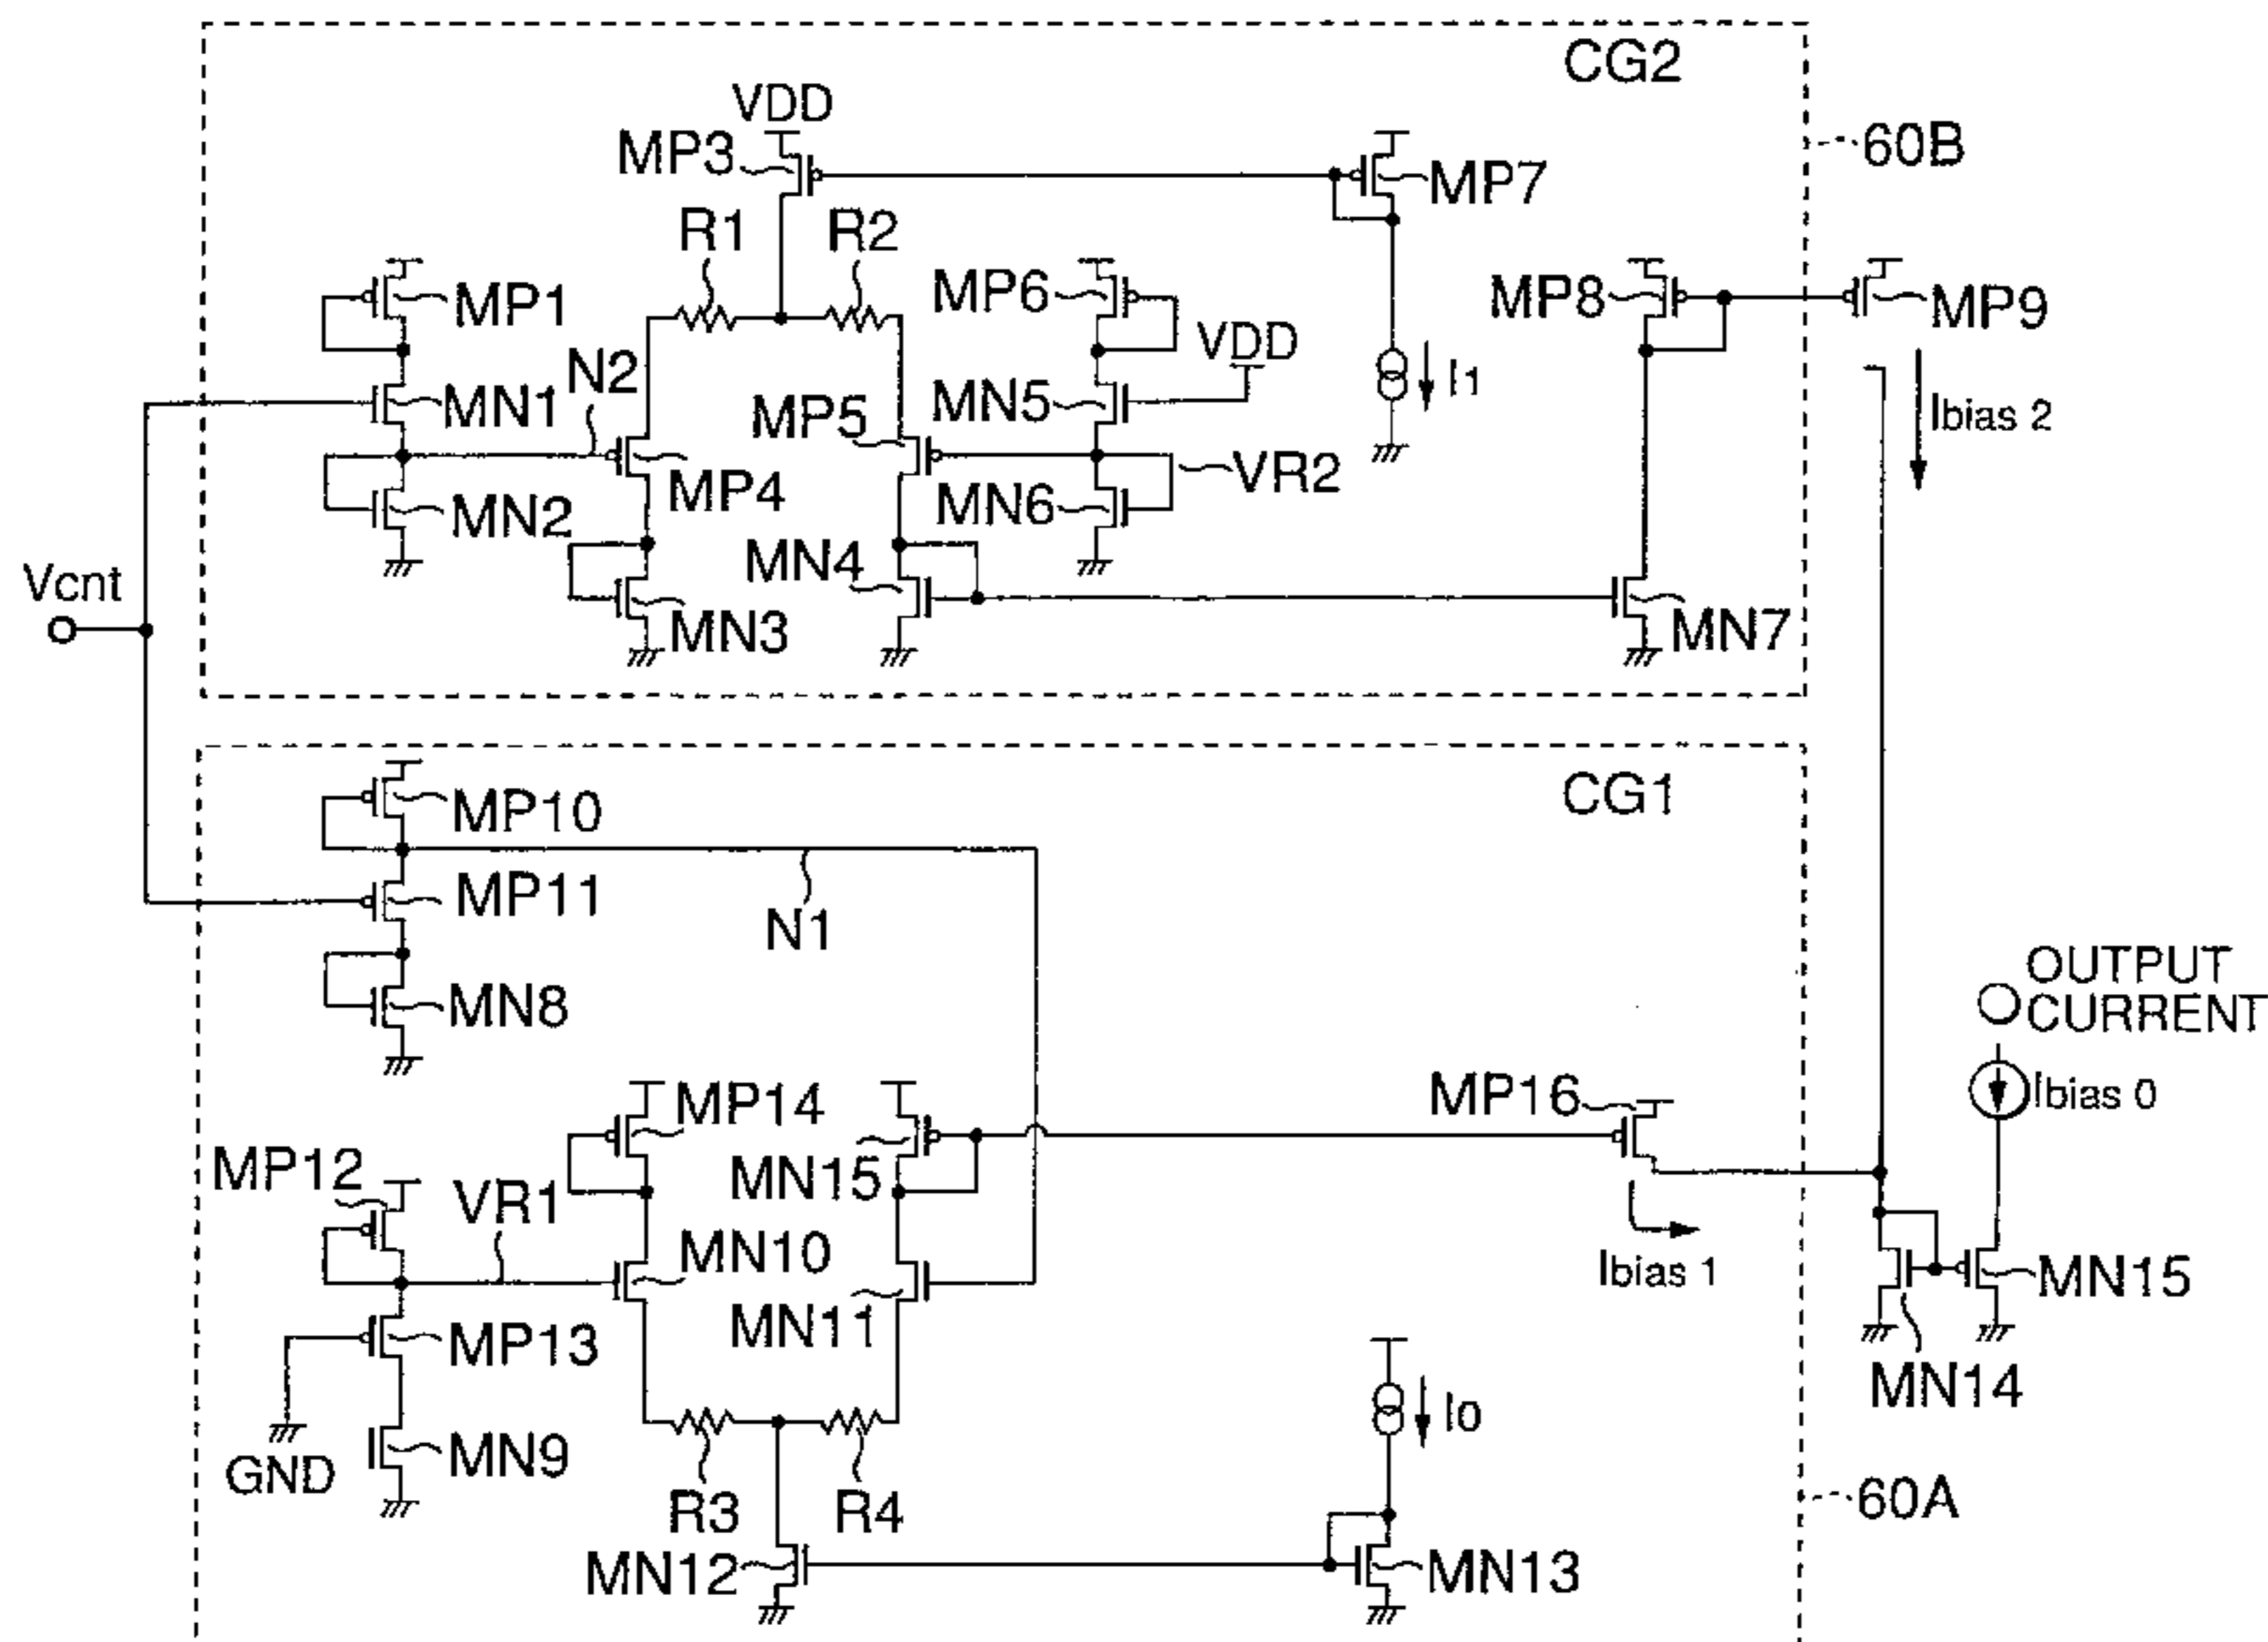 CG2
VDD
MP3
MP7
60B
R1
R2
MP1
MP6
VDD
MP8
MP9
N2
I1
MN1
MP5
MN5
Ibias 2
MP4
VR2
MN2
MN6
Vcnt
MN4
MN3
MN7
CG1
MP10
MP11
N1
MN8
OUTPUT
CURRENT
MP14
MP16
Ibias 0
MP12
MN15
VR1
MN10
Ibias 1
MN15
MP13
MN11
MN14
GND
MN9
I0
R3
R4
60A
MN12
MN13